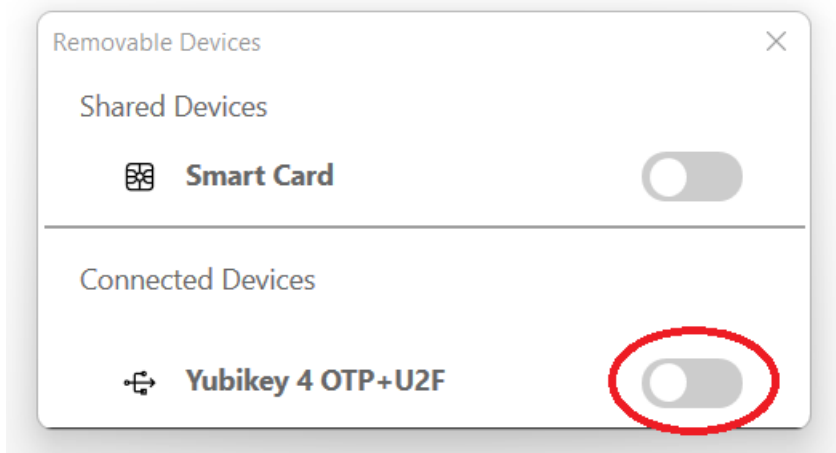 Removable Devices
Shared Devices
Smart Card
Connected Devices
Yubikey 4 OTP+U2F